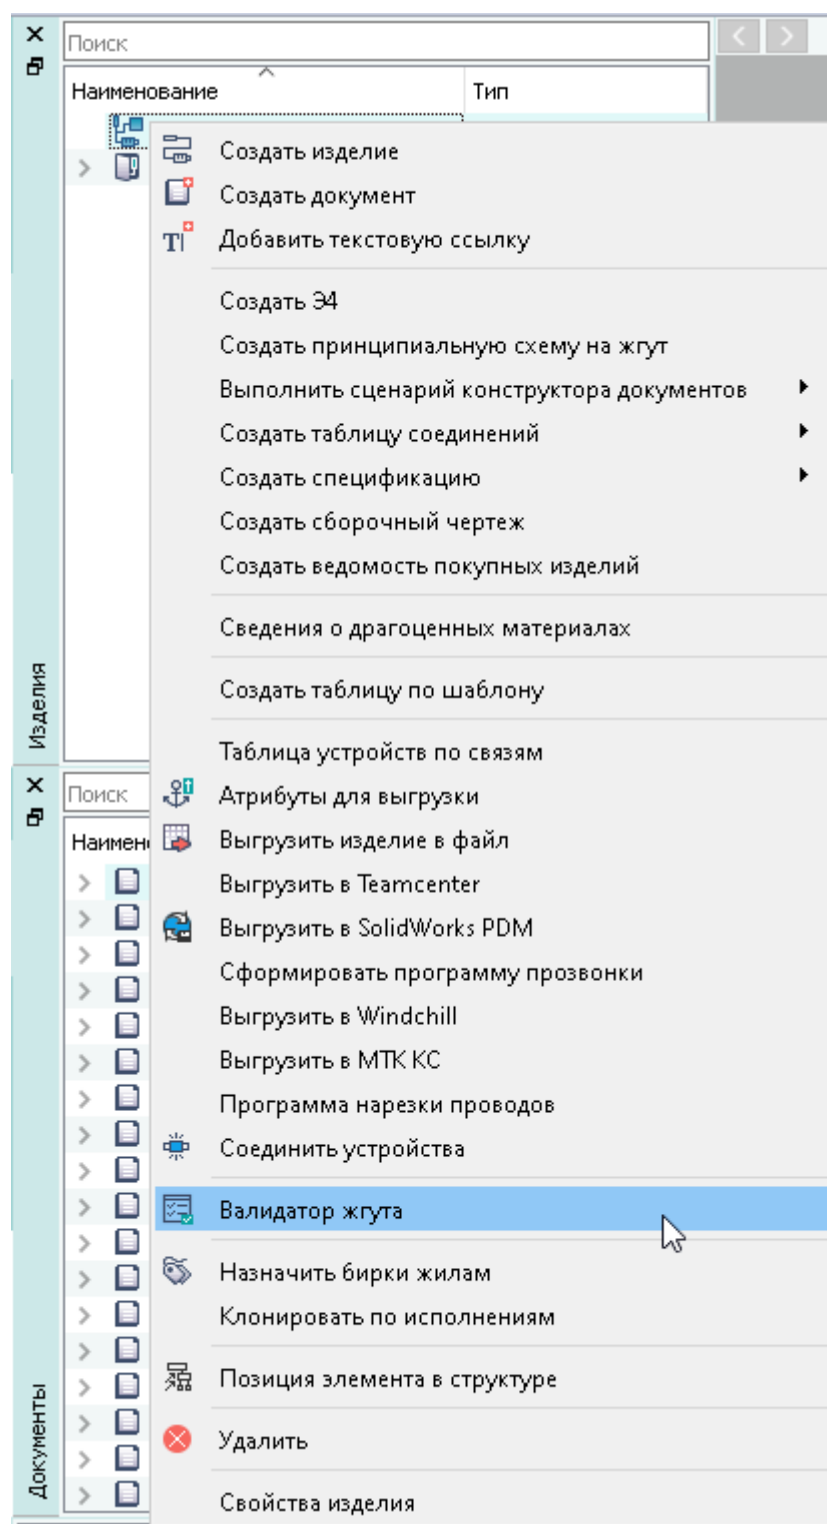 Поиск
Наименование
Тип
Создать изделие
Создать документ
Добавить текстовую ссылку
Создать Э4
Создать принципиальную схему на жгут
Выполнить сценарий конструктора документов
Создать таблицу соединений
Создать спецификацию
Создать сборочный чертеж
Создать ведомость покупных изделий
Сведения о драгоценных материалах
Создать таблицу по шаблону
Изделия
Таблица устройств по связям
Поиск
Атрибуты для выгрузки
Наимен
Выгрузить изделие в файл
Выгрузить в Teamcenter
Выгрузить в SolidWorks PDM
Сформировать программу прозвонки
Выгрузить в Windchill
Выгрузить в МТК КС
Программа нарезки проводов
Соединить устройства
Валидатор жгута
Назначить бирки жилам
Клонировать по исполнениям
Позиция элемента в структуре
Документы
Удалить
Свойства изделия